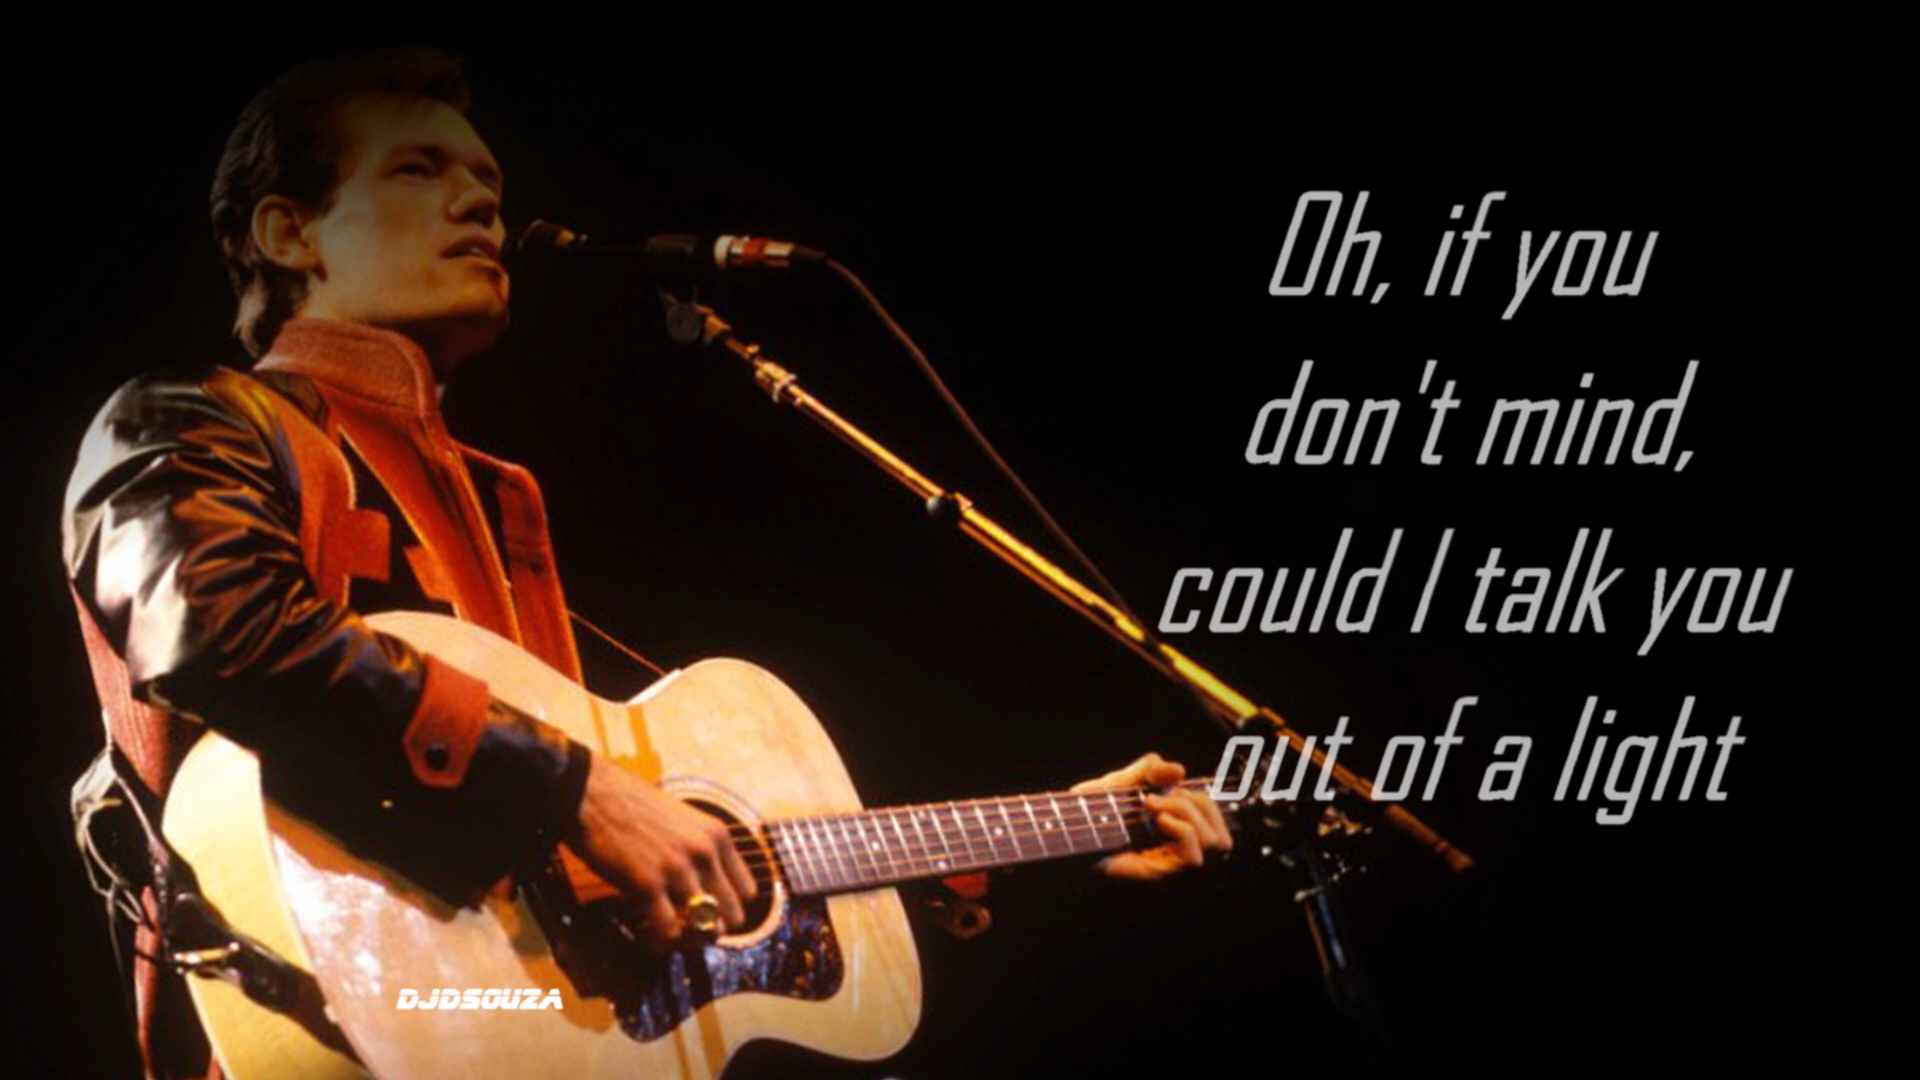 Oh, if you
don't mind,
could I talk you
out of a light
DJDSOUZA